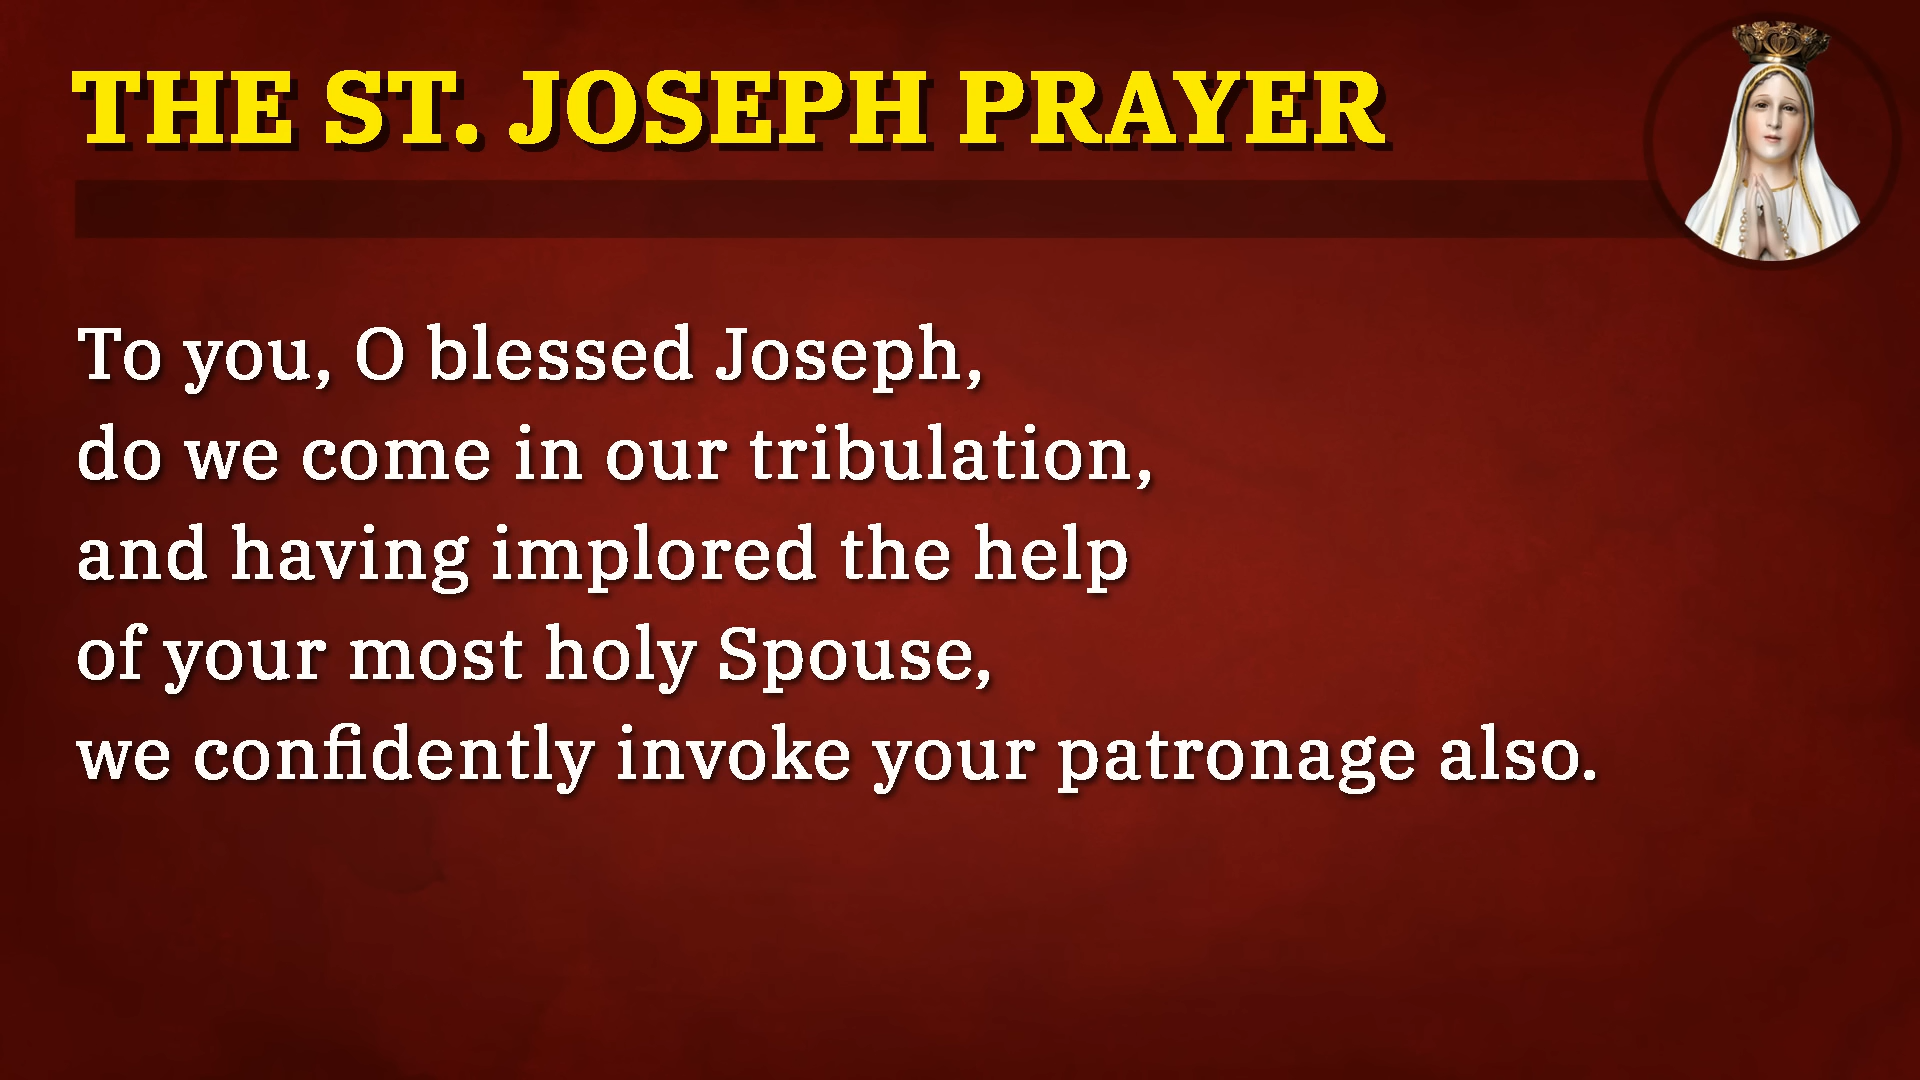 THE ST. JOSEPH PRAYER
To you, O blessed Joseph,
do we come in our tribulation,
and having implored the help
of your most holy Spouse,
we confidently invoke your patronage also.